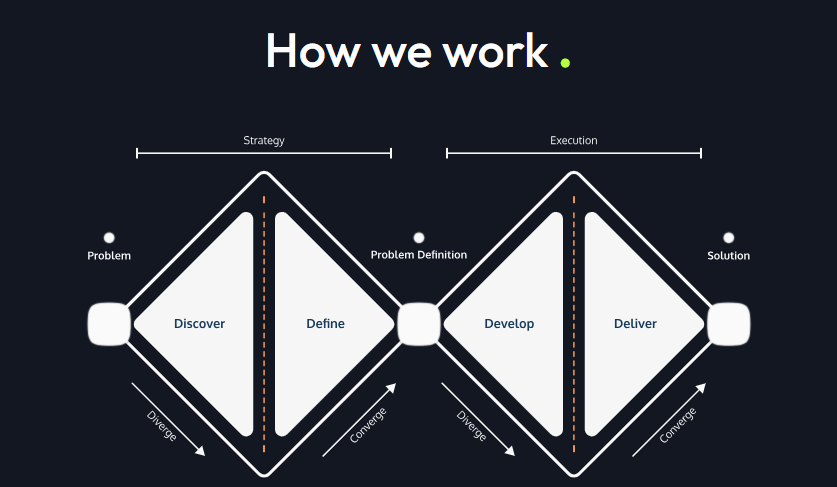 How we work .
Strategy
Execution
Problem
Problem Definition
Solution
Discover
Define
Develop
Deliver
Diverge
Converge
Diverge
Converge